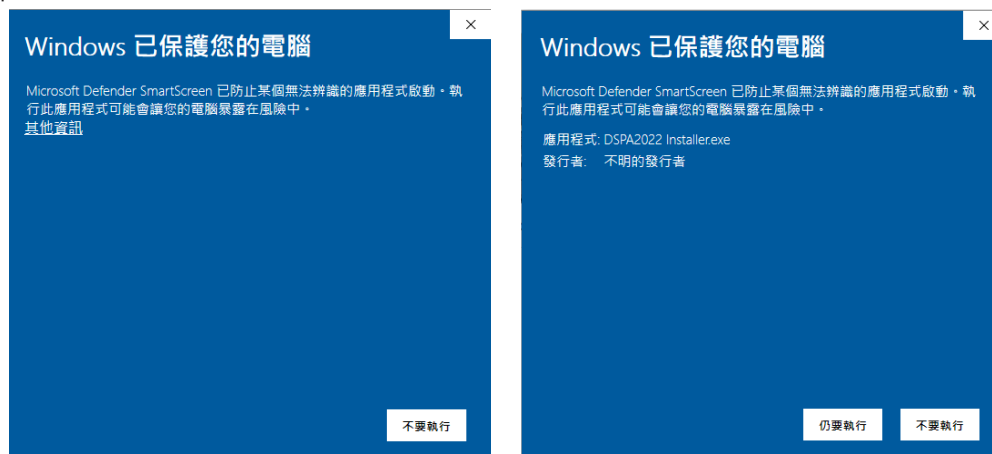 Windows 已保護您的電腦
Microsoft Defender SmartScreen 已防止某個無法辨識的應用程式啟動。執
行此應用程式可能會讓您的電腦暴露在風險中。
其他資訊
不要執行
Windows 已保護您的電腦
Microsoft Defender SmartScreen 已防止某個無法辨識的應用程式啟動。執
行此應用程式可能會讓您的電腦暴露在風險中。
應用程式: DSPA2022 Installer.exe
發行者: 不明的發行者
仍要執行 不要執行